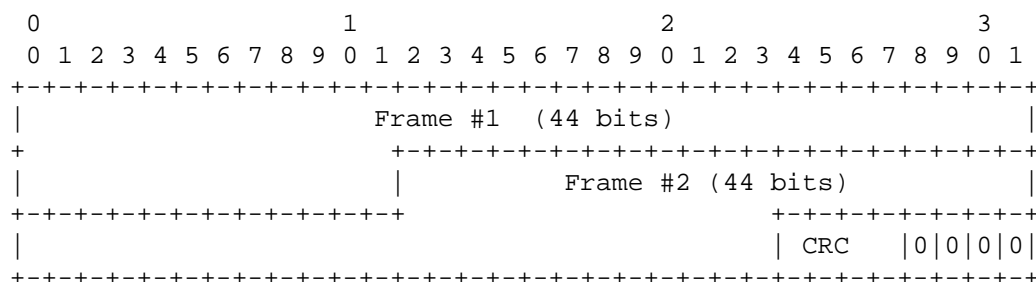 0                   1                   2                   3
0 1 2 3 4 5 6 7 8 9 0 1 2 3 4 5 6 7 8 9 0 1 2 3 4 5 6 7 8 9 0 1
+-+-+-+-+-+-+-+-+-+-+-+-+-+-+-+-+-+-+-+-+-+-+-+-+-+-+-+-+-+-+-+-+
|                      Frame #1  (44 bits)                      |
+                       +-+-+-+-+-+-+-+-+-+-+-+-+-+-+-+-+-+-+-+-+
|                       |          Frame #2 (44 bits)           |
+-+-+-+-+-+-+-+-+-+-+-+-+                       +-+-+-+-+-+-+-+-+
|                                               | CRC   |0|0|0|0|
+-+-+-+-+-+-+-+-+-+-+-+-+-+-+-+-+-+-+-+-+-+-+-+-+-+-+-+-+-+-+-+-+